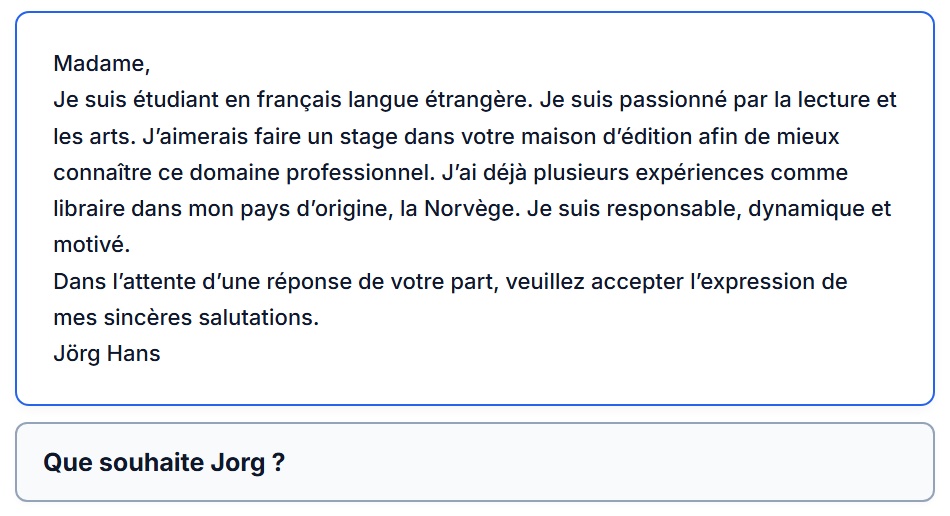 Madame,
Je suis étudiant en français langue étrangère. Je suis passionné par la lecture et
les arts. J’aimerais faire un stage dans votre maison d’édition afin de mieux
connaître ce domaine professionnel. J’ai déjà plusieurs expériences comme
libraire dans mon pays d’origine, la Norvège. Je suis responsable, dynamique et
motivé.
Dans l’attente d’une réponse de votre part, veuillez accepter l’expression de
mes sincères salutations.
Jörg Hans
Que souhaite Jorg ?